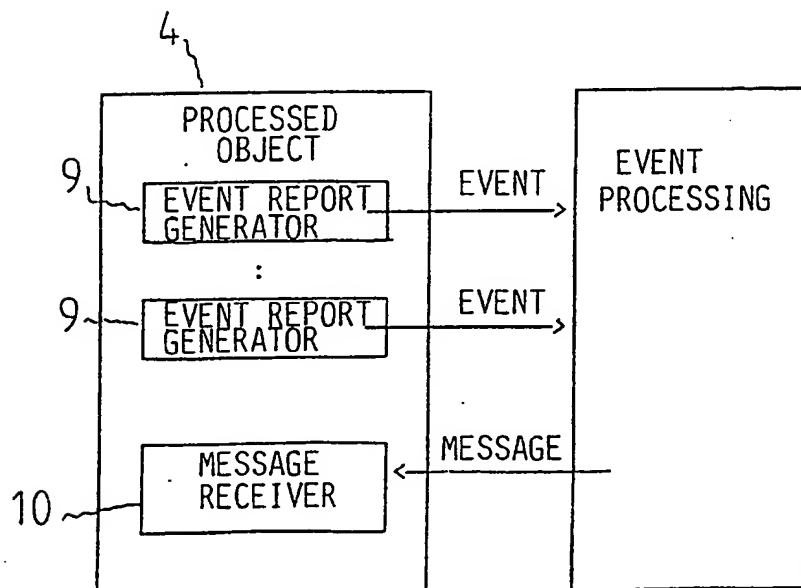 4
PROCESSED
OBJECT
9
EVENT REPORT
GENERATOR
EVENT
EVENT
PROCESSING
:
9
EVENT REPORT
GENERATOR
EVENT
10
MESSAGE
RECEIVER
MESSAGE